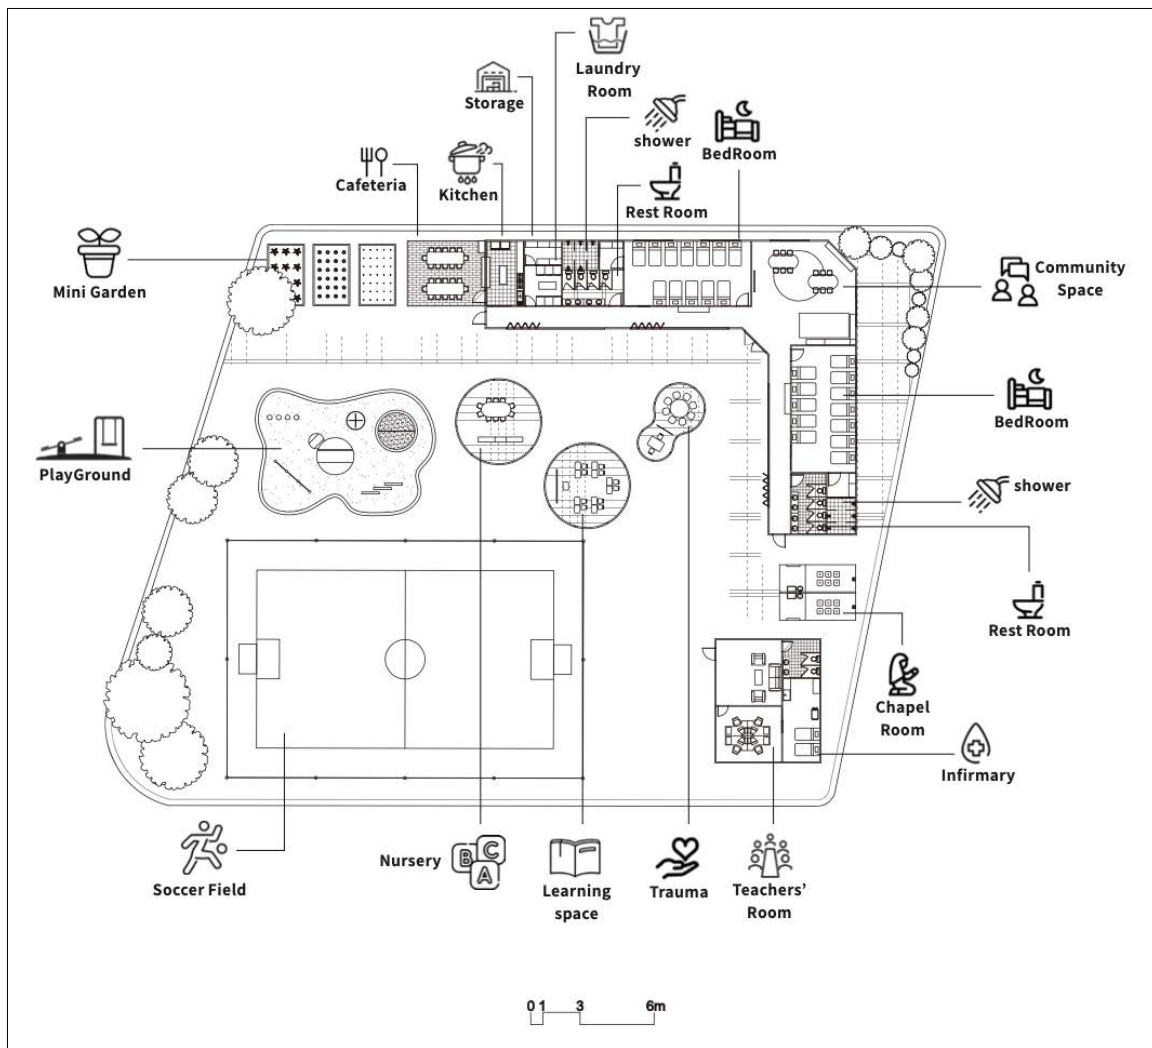 Laundry
Room
Storage
shower
BedRoom
Cafeteria
Kitchen
Rest Room
Mini Garden
Community
Space
BedRoom
PlayGround
shower
Rest Room
Chapel
Room
Infirmary
Soccer Field
Nursery
B
C
A
Learning
space
Trauma
Teachers’
Room
0 1 3 6m